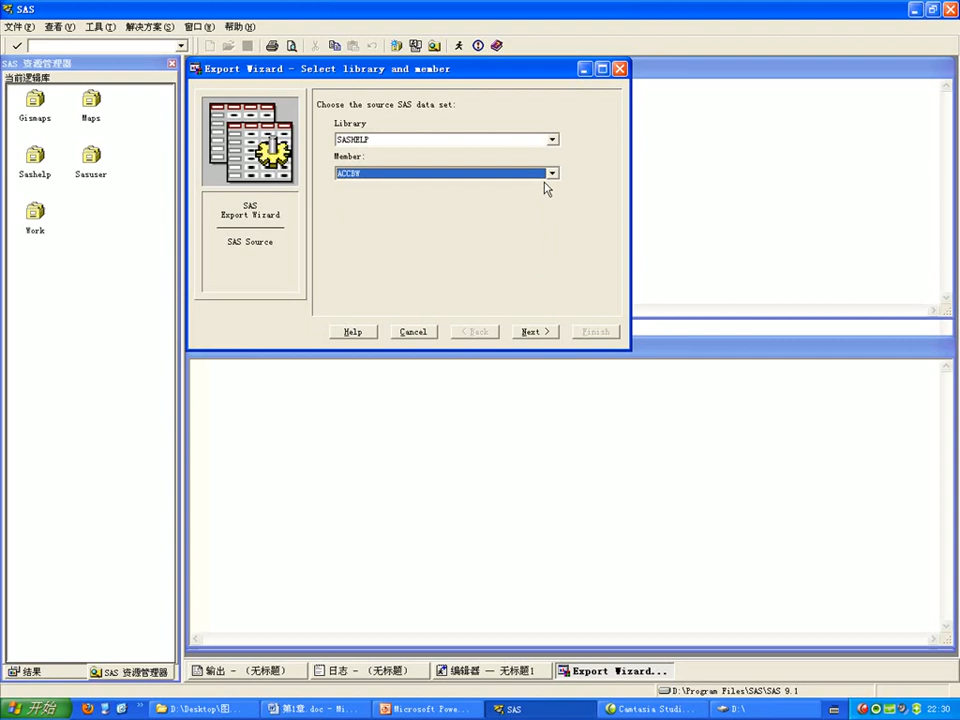 SAS
文件(F) 查看(V) 工具(T) 解决方案(S) 窗口(W) 帮助(H)
SAS 资源管理器
当前逻辑库
Gismaps Maps
Sashelp Sasuser
Work
Export Wizard - Select library and member
Choose the source SAS data set:
Library
SASHELP
Member:
ACCBW
SAS
Export Wizard
SAS Source
Help Cancel < Back Next > Finish
结果 SAS 资源管理器
输出 - (无标题) 日志 - (无标题) 编辑器 - 无标题1 Export Wizard...
D:\Program Files\SAS\SAS 9.1
开始 D:\Desktop\图... 第1章.doc - Mi... Microsoft Powe... SAS Camtasia Studi... D:\ 22:30